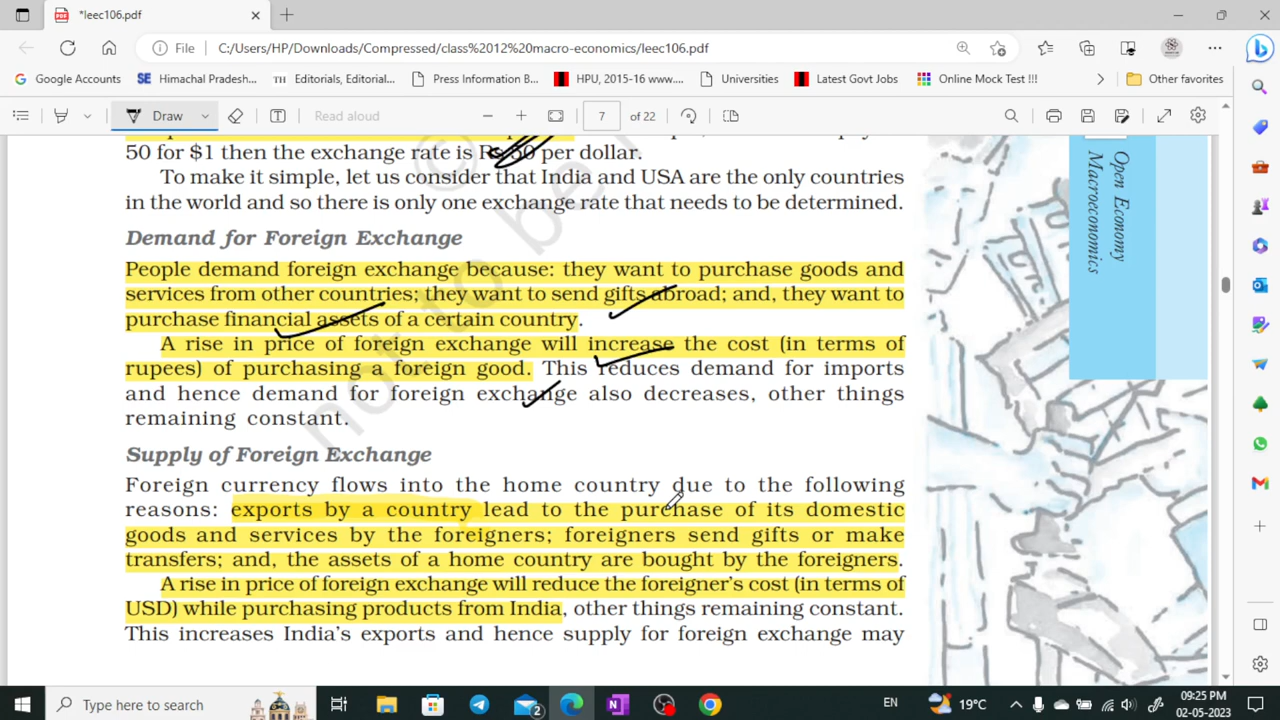 *leec106.pdf
File
C:/Users/HP/Downloads/Compressed/class%2012%20macro-economics/leec106.pdf
Google Accounts
SE Himachal Pradesh...
TH Editorials, Editorial...
Press Information B...
HPU, 2015-16 www....
Universities
Latest Govt Jobs
Online Mock Test !!!
Other favorites
Draw
Read aloud
7 of 22
50 for $1 then the exchange rate is Rs 50 per dollar.
To make it simple, let us consider that India and USA are the only countries
in the world and so there is only one exchange rate that needs to be determined.
Demand for Foreign Exchange
People demand foreign exchange because: they want to purchase goods and
services from other countries; they want to send gifts abroad; and, they want to
purchase financial assets of a certain country.
A rise in price of foreign exchange will increase the cost (in terms of
rupees) of purchasing a foreign good. This reduces demand for imports
and hence demand for foreign exchange also decreases, other things
remaining constant.
Supply of Foreign Exchange
Foreign currency flows into the home country due to the following
reasons: exports by a country lead to the purchase of its domestic
goods and services by the foreigners; foreigners send gifts or make
transfers; and, the assets of a home country are bought by the foreigners.
A rise in price of foreign exchange will reduce the foreigner's cost (in terms of
USD) while purchasing products from India, other things remaining constant.
This increases India's exports and hence supply for foreign exchange may
Open Economy
Macroeconomics
© not to be
Type here to search
2
EN
19°C
09:25 PM
02-05-2023